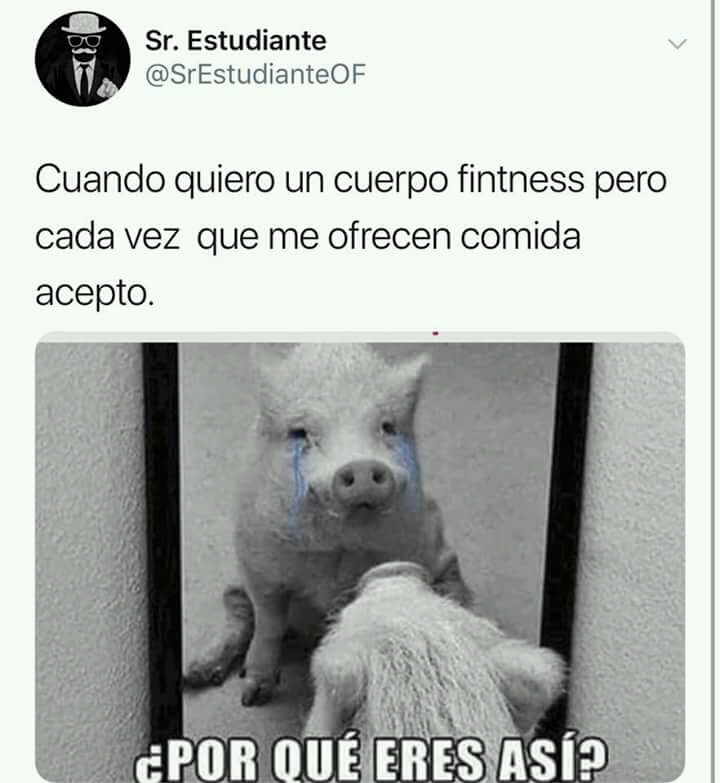 Sr. Estudiante
@SrEstudianteOF
Cuando quiero un cuerpo fintness pero
cada vez que me ofrecen comida
acepto.
¿POR QUÉ ERES ASÍ?